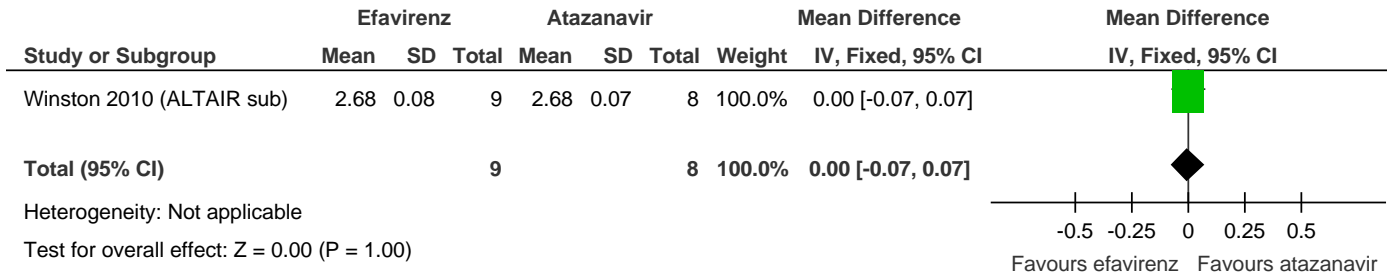 Efavirenz Atazanavir Mean Difference Mean Difference
Study or Subgroup Mean SD Total Mean SD Total Weight IV, Fixed, 95% CI IV, Fixed, 95% CI
Winston 2010 (ALTAIR sub) 2.68 0.08 9 2.68 0.07 8 100.0% 0.00 [-0.07, 0.07]
Total (95% CI) 9 8 100.0% 0.00 [-0.07, 0.07]
Heterogeneity: Not applicable
Test for overall effect: Z = 0.00 (P = 1.00)
-0.5 -0.25 0 0.25 0.5
Favours efavirenz Favours atazanavir